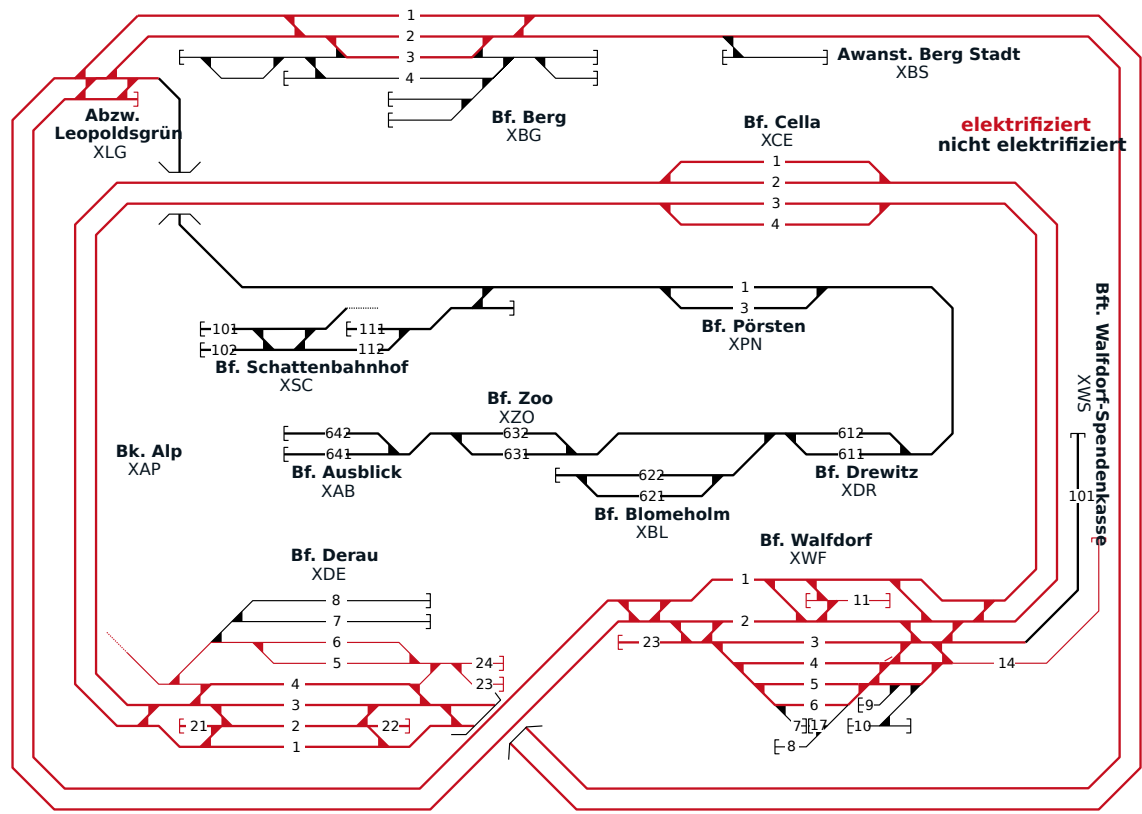 1
2
3
4
Bf. Berg
XBG
Awanst. Berg Stadt
XBS
Abzw.
Leopoldsgrün
XLG
Bf. Cella
XCE
elektrifiziert
nicht elektrifiziert
1
2
3
4
1
3
Bf. Pörsten
XPN
101
111
102
112
Bf. Schattenbahnhof
XSC
Bft. Walfdorf-Spendenkasse
XWS
101
Bf. Zoo
XZO
642
632
612
641
631
611
Bf. Ausblick
XAB
Bf. Drewitz
XDR
622
621
Bf. Blomeholm
XBL
Bk. Alp
XAP
Bf. Derau
XDE
8
7
6
5
24
4
23
3
21
2
22
1
Bf. Walfdorf
XWF
1
11
2
23
3
4
14
5
6
9
7
17
10
8